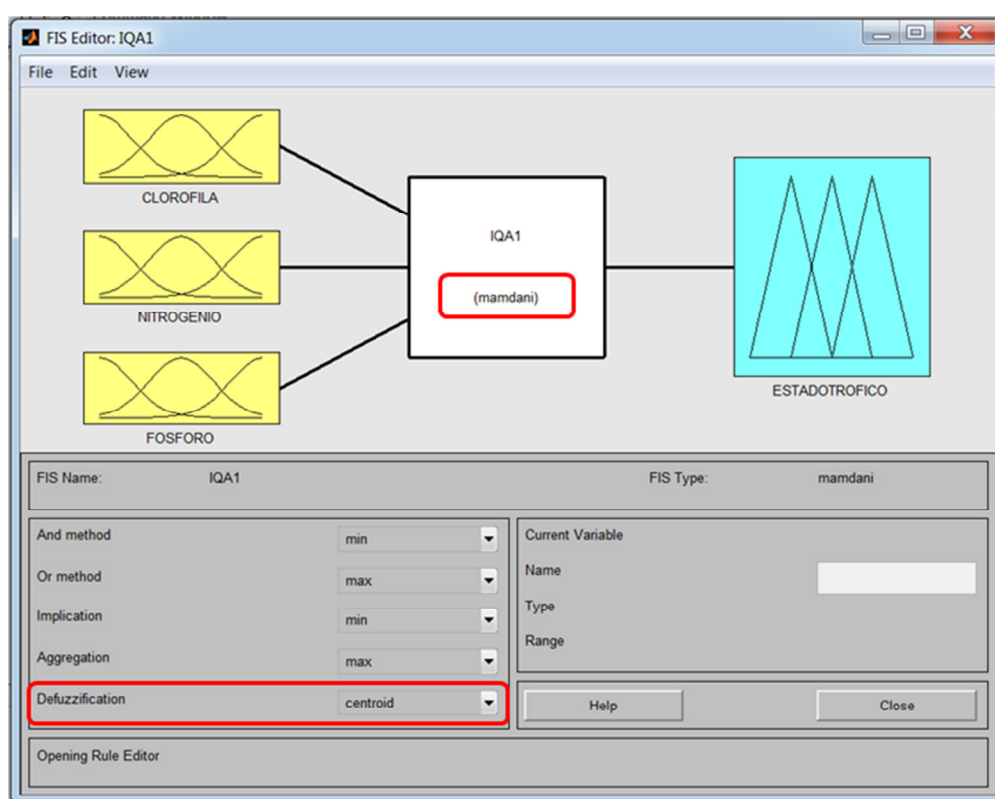 FIS Editor: IQA1
File Edit View
CLOROFILA
NITROGENIO
FOSFORO
IQA1
(mamdani)
ESTADOTROFICO
FIS Name: IQA1 FIS Type: mamdani
And method min
Or method max
Implication min
Aggregation max
Defuzzification centroid
Current Variable
Name
Type
Range
Help Close
Opening Rule Editor